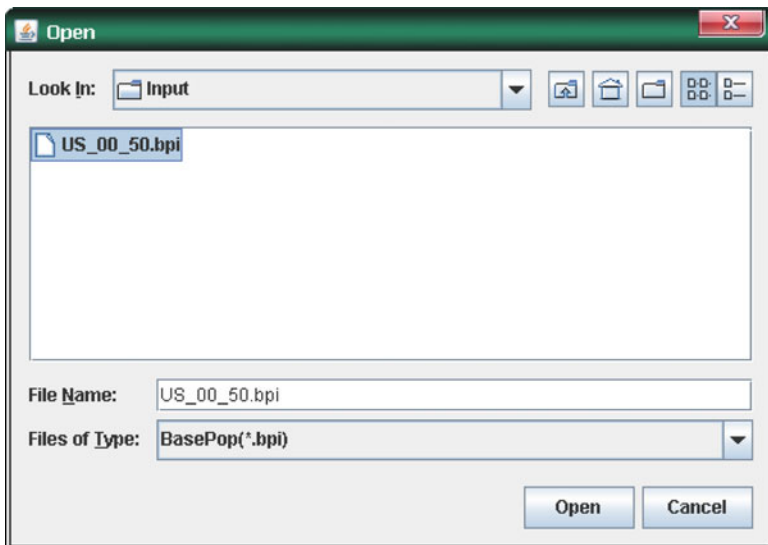 Open
Look In: Input
US_00_50.bpi
File Name: US_00_50.bpi
Files of Type: BasePop(*.bpi)
Open Cancel